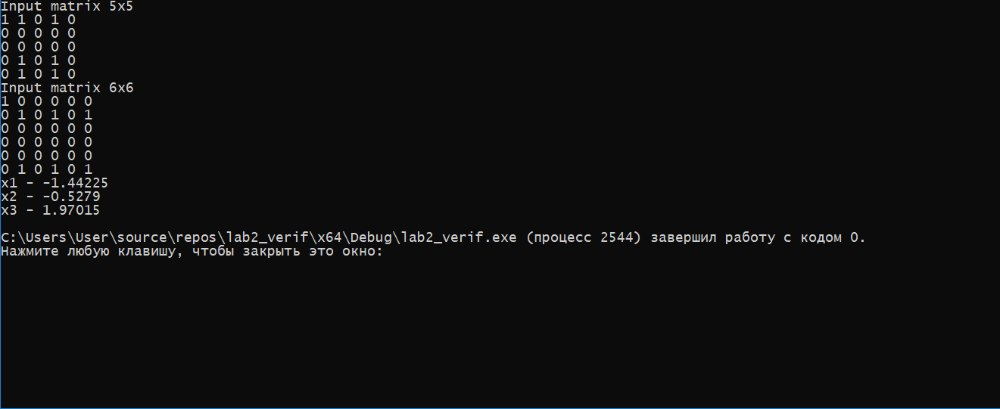 Input matrix 5x5
1 1 0 1 0
0 0 0 0 0
0 0 0 0 0
0 1 0 1 0
0 1 0 1 0
Input matrix 6x6
1 0 0 0 0 0
0 1 0 1 0 1
0 0 0 0 0 0
0 0 0 0 0 0
0 0 0 0 0 0
0 1 0 1 0 1
x1 - -1.44225
x2 - -0.5279
x3 - 1.97015
C:\Users\User\source\repos\lab2_verif\x64\Debug\lab2_verif.exe (процесс 2544) завершил работу с кодом 0.
Нажмите любую клавишу, чтобы закрыть это окно: